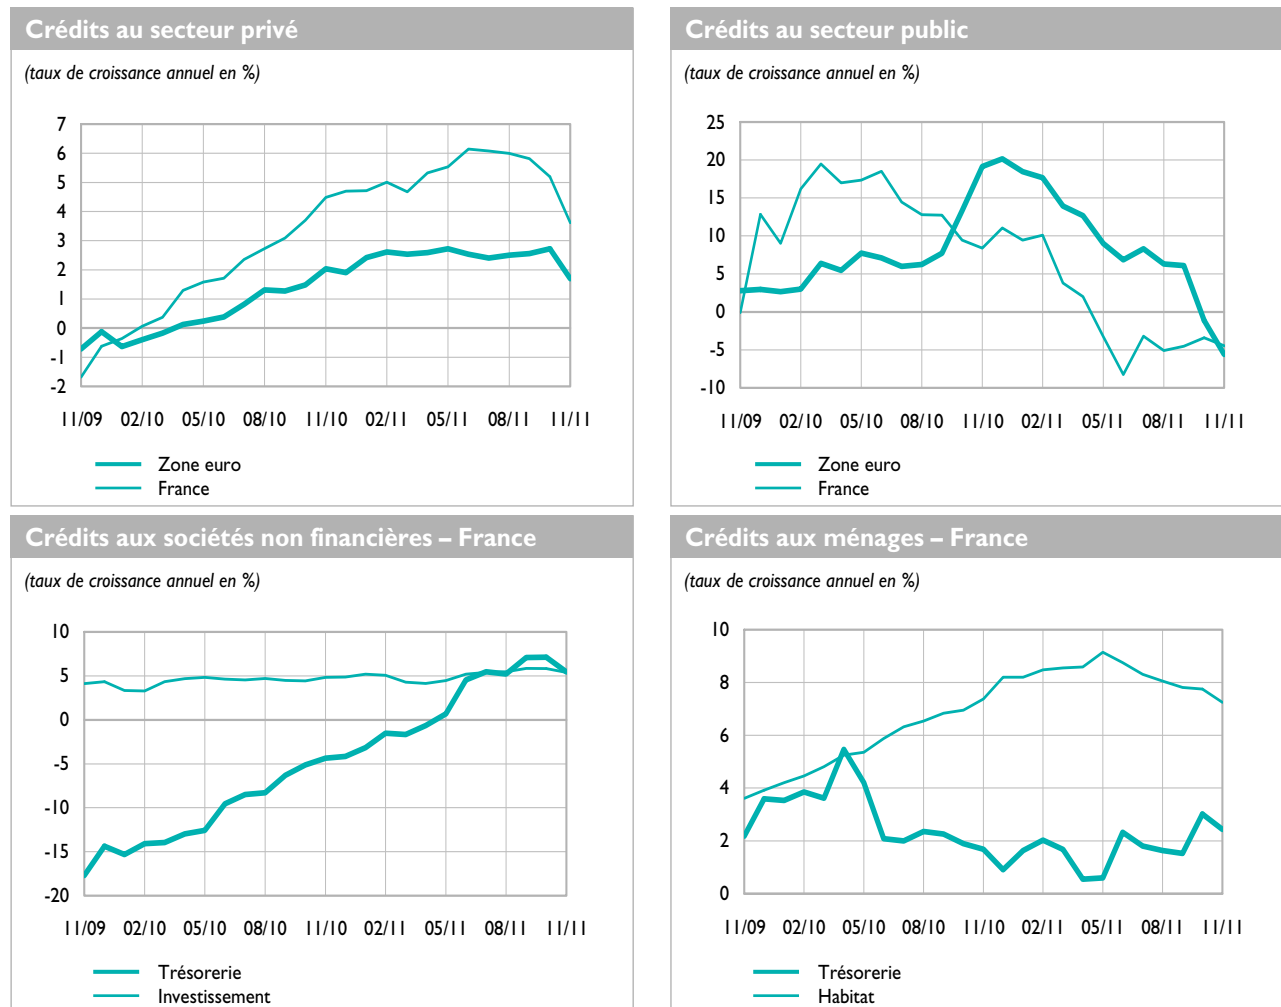 Crédits au secteur privé
(taux de croissance annuel en %)
7
6
5
4
3
2
1
0
-1
-2
11/09 02/10 05/10 08/10 11/10 02/11 05/11 08/11 11/11
Zone euro
France
Crédits au secteur public
(taux de croissance annuel en %)
25
20
15
10
5
0
-5
-10
11/09 02/10 05/10 08/10 11/10 02/11 05/11 08/11 11/11
Zone euro
France
Crédits aux sociétés non financières – France
(taux de croissance annuel en %)
10
5
0
-5
-10
-15
-20
11/09 02/10 05/10 08/10 11/10 02/11 05/11 08/11 11/11
Trésorerie
Investissement
Crédits aux ménages – France
(taux de croissance annuel en %)
10
8
6
4
2
0
11/09 02/10 05/10 08/10 11/10 02/11 05/11 08/11 11/11
Trésorerie
Habitat